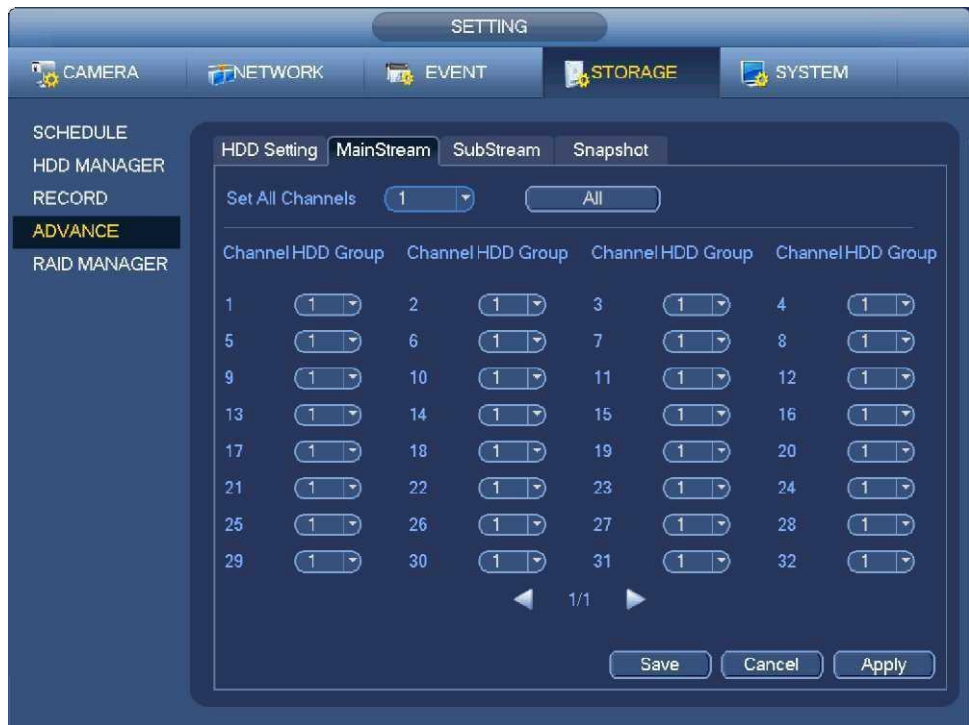 SETTING
CAMERA NETWORK EVENT STORAGE SYSTEM
SCHEDULE
HDD MANAGER
RECORD
ADVANCE
RAID MANAGER
HDD Setting MainStream SubStream Snapshot
Set All Channels 1 All
Channel HDD Group Channel HDD Group Channel HDD Group Channel HDD Group
1 1 2 1 3 1 4 1
5 1 6 1 7 1 8 1
9 1 10 1 11 1 12 1
13 1 14 1 15 1 16 1
17 1 18 1 19 1 20 1
21 1 22 1 23 1 24 1
25 1 26 1 27 1 28 1
29 1 30 1 31 1 32 1
1/1
Save Cancel Apply